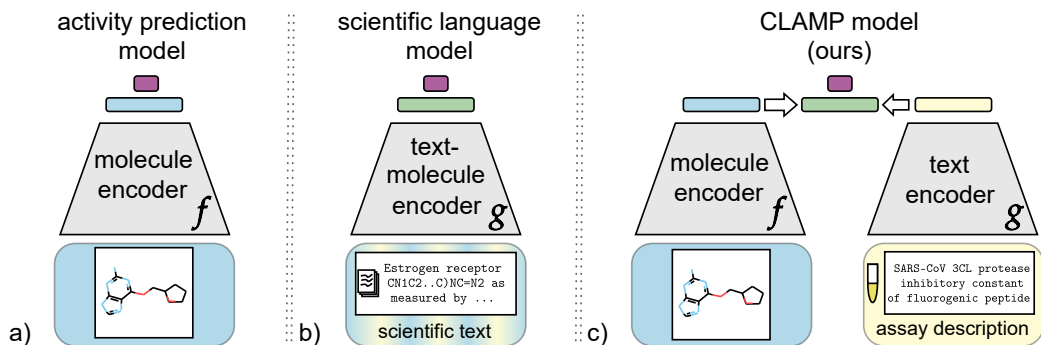 activity prediction
model
molecule
encoder
f
a)
scientific language
model
text-
molecule
encoder
g
Estrogen receptor
CN1C2..C)NC=N2 as
measured by ...
scientific text
b)
CLAMP model
(ours)
molecule
encoder
f
text
encoder
g
SARS-CoV 3CL protease
inhibitory constant
of fluorogenic peptide
assay description
c)